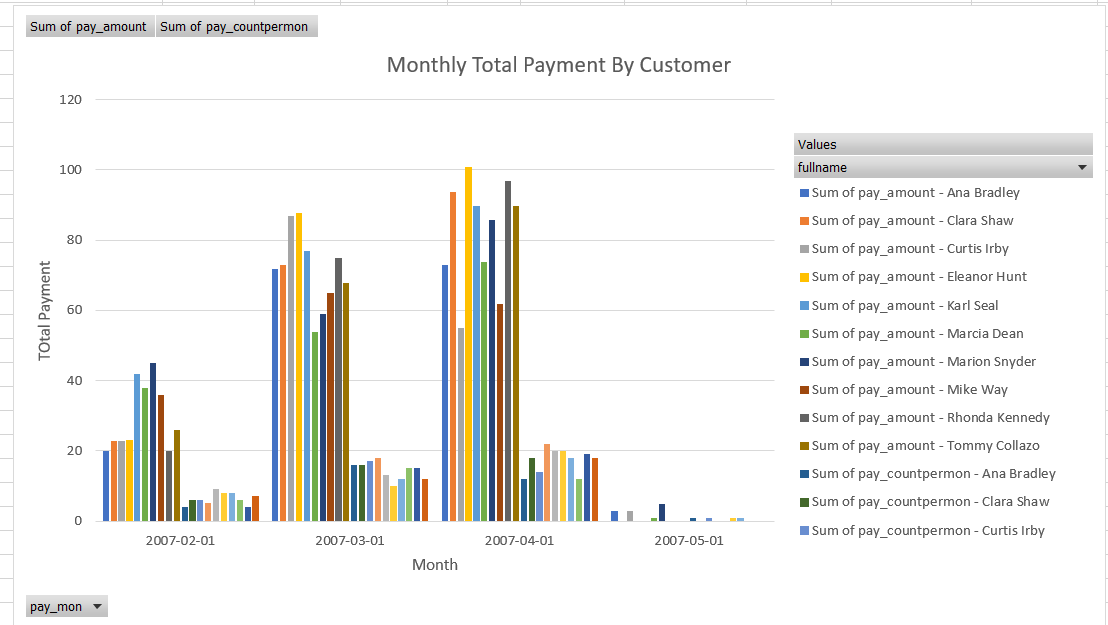 Sum of pay_amount Sum of pay_countpermon
Monthly Total Payment By Customer
120
100
80
60
40
20
0
TOtal Payment
2007-02-01 2007-03-01 2007-04-01 2007-05-01
Month
Values
fullname
Sum of pay_amount - Ana Bradley
Sum of pay_amount - Clara Shaw
Sum of pay_amount - Curtis Irby
Sum of pay_amount - Eleanor Hunt
Sum of pay_amount - Karl Seal
Sum of pay_amount - Marcia Dean
Sum of pay_amount - Marion Snyder
Sum of pay_amount - Mike Way
Sum of pay_amount - Rhonda Kennedy
Sum of pay_amount - Tommy Collazo
Sum of pay_countpermon - Ana Bradley
Sum of pay_countpermon - Clara Shaw
Sum of pay_countpermon - Curtis Irby
pay_mon